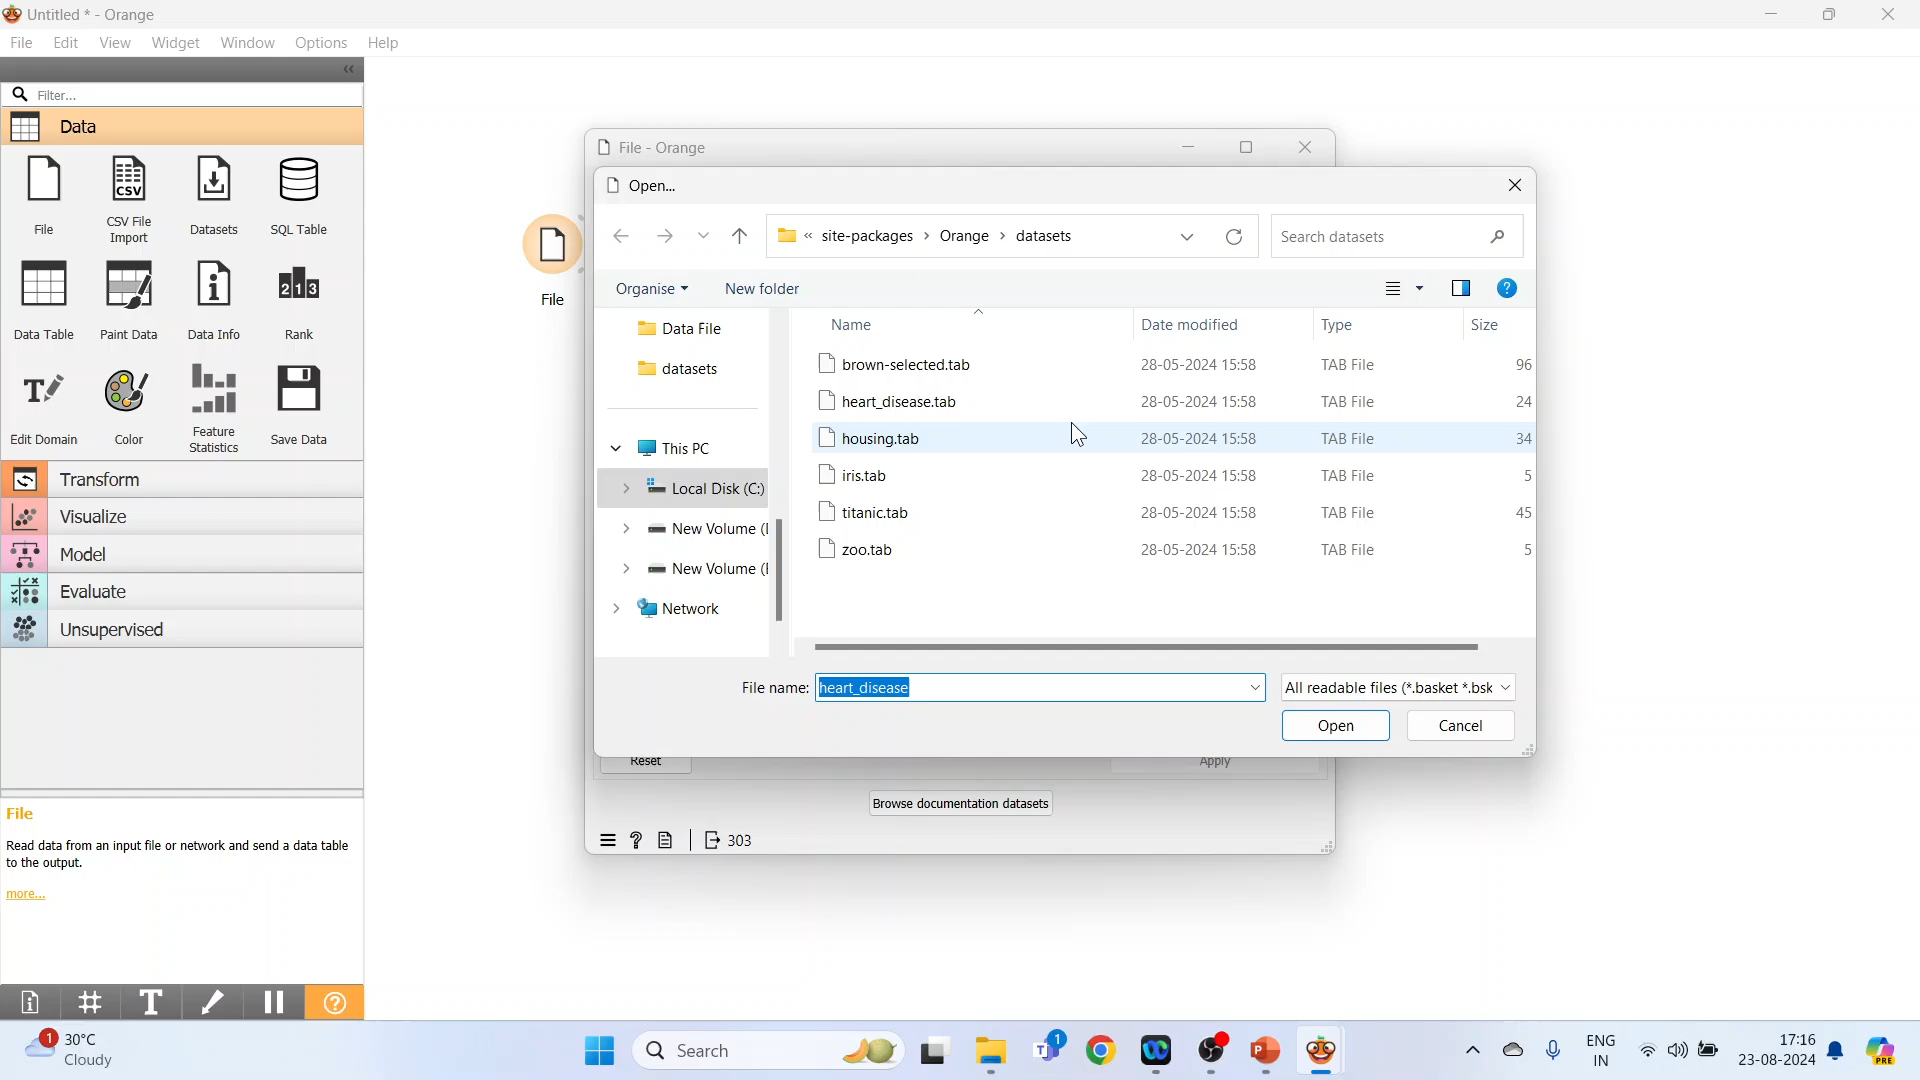 Untitled * - Orange
File Edit View Widget Window Options Help
«
Filter...
Data
File
CSV File Import
Datasets
SQL Table
Data Table
Paint Data
Data Info
Rank
Edit Domain
Color
Feature Statistics
Save Data
Transform
Visualize
Model
Evaluate
Unsupervised
File
Read data from an input file or network and send a data table
to the output.
more...
File
File - Orange
Open...
« site-packages › Orange › datasets
Search datasets
Organise New folder
Data File
datasets
This PC
Local Disk (C:)
New Volume (
New Volume (
Network
Name Date modified Type Size
brown-selected.tab 28-05-2024 15:58 TAB File 96
heart_disease.tab 28-05-2024 15:58 TAB File 24
housing.tab 28-05-2024 15:58 TAB File 34
iris.tab 28-05-2024 15:58 TAB File 5
titanic.tab 28-05-2024 15:58 TAB File 45
zoo.tab 28-05-2024 15:58 TAB File 5
File name: heart_disease All readable files (*.basket *.bsk
Open Cancel
Reset Apply
Browse documentation datasets
? 303
1 30°C
Cloudy
Search
1
ENG
IN
17:16
23-08-2024
PRE